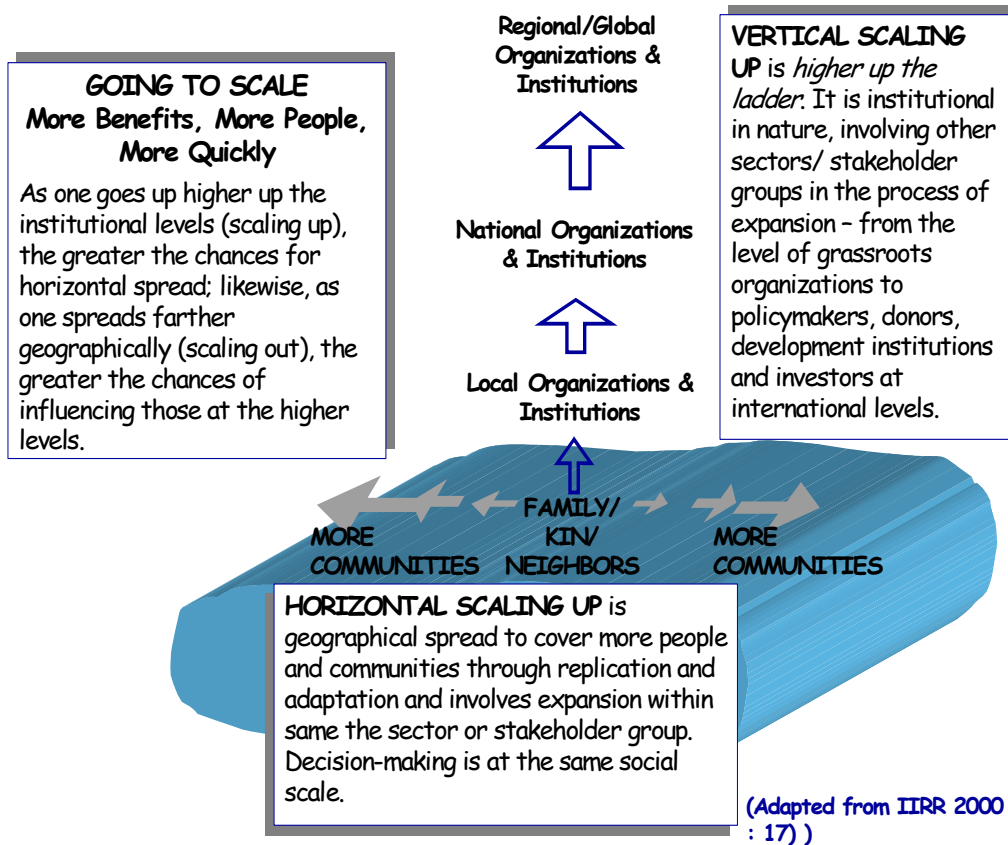 GOING TO SCALE
More Benefits, More People,
More Quickly
As one goes up higher up the
institutional levels (scaling up),
the greater the chances for
horizontal spread; likewise, as
one spreads farther
geographically (scaling out), the
greater the chances of
influencing those at the higher
levels.
Regional/Global
Organizations &
Institutions
National Organizations
& Institutions
Local Organizations &
Institutions
VERTICAL SCALING
UP is higher up the
ladder. It is institutional
in nature, involving other
sectors/ stakeholder
groups in the process of
expansion – from the
level of grassroots
organizations to
policymakers, donors,
development institutions
and investors at
international levels.
MORE
COMMUNITIES
FAMILY/
KIN/
NEIGHBORS
MORE
COMMUNITIES
HORIZONTAL SCALING UP is
geographical spread to cover more people
and communities through replication and
adaptation and involves expansion within
same the sector or stakeholder group.
Decision-making is at the same social
scale.
(Adapted from IIRR 2000
: 17) )